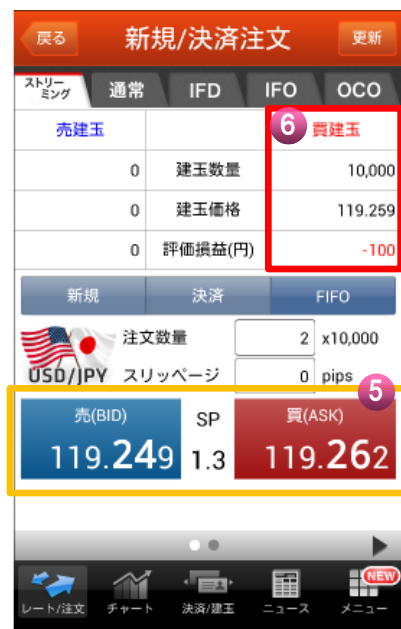 戻る 新規/決済注文 更新
ストリーミング 通常 IFD IFO OCO
売建玉 6 買建玉
0 建玉数量 10,000
0 建玉価格 119.259
0 評価損益(円) -100
新規 決済 FIFO
注文数量 2 x10,000
USD/JPY スリッページ 0 pips
5
売(BID) SP 買(ASK)
119.249 1.3 119.262
NEW
レート/注文 チャート 決済/建玉 ニュース メニュー